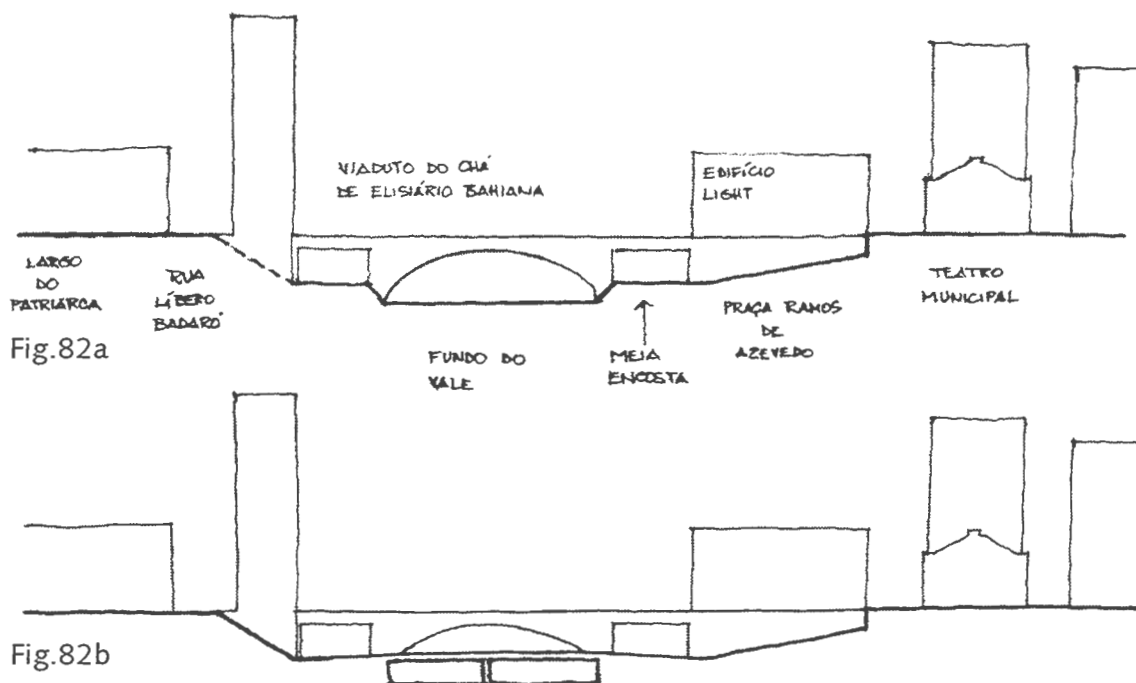 VIADUTO DO CHÁ
DE ELISIÁRIO BAHIANA
EDIFÍCIO
LIGHT
LARGO
DO
PATRIARCA
RUA
LÍBERO
BADARÓ
FUNDO DO
VALE
MEIA
ENCOSTA
PRAÇA RAMOS
DE
AZEVEDO
TEATRO
MUNICIPAL
Fig.82a
Fig.82b